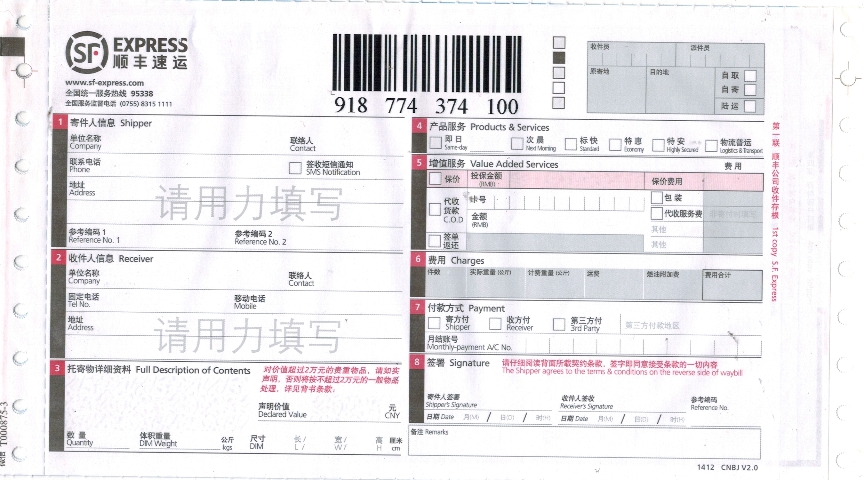 SF EXPRESS
顺丰速运
www.sf-express.com
全国统一服务热线 95338
全国服务监督电话 (0755) 8315 1111
918 774 374 100
收件员 派件员
原寄地 目的地 自取
自寄
陆运
1 寄件人信息 Shipper
单位名称 联络人
Company Contact
联系电话 签收短信通知
Phone SMS Notification
地址
Address
请用力填写
参考编码 1 参考编码 2
Reference No. 1 Reference No. 2
2 收件人信息 Receiver
单位名称 联络人
Company Contact
固定电话 移动电话
Tel No. Mobile
地址
Address
请用力填写
3 托寄物详细资料 Full Description of Contents
对价值超过2万元的贵重物品，请如实
声明，否则将按不超过2万元的一般物品
处理，详见背书条款。
声明价值 元
Declared Value CNY
数量 体积重量 公斤 尺寸 长/ 宽/ 高 厘米
Quantity DIM Weight kgs DIM L / W / H cm
4 产品服务 Products & Services
即日 次晨 标快 特惠 特安 物流普运
Same-day Next Morning Standard Economy Highly Secured Logistics & Transport
5 增值服务 Value Added Services 费用
保价 投保金额 保价费用
(RMB)
代收 卡号 包装
货款 金额 代收服务费
C.O.D (RMB) 其他
签单 其他
返还
6 费用 Charges
件数 实际重量 (公斤) 计费重量 (公斤) 运费 燃油附加费 费用合计
7 付款方式 Payment
寄方付 收方付 第三方付 第三方付款地区
Shipper Receiver 3rd Party
月结账号
Monthly-payment A/C No.
8 签署 Signature 请仔细阅读背面所载契约条款，签字即同意接受条款的一切内容
The Shipper agrees to the terms & conditions on the reverse side of waybill
寄件人签署 收件人签收 参考编码
Shipper's Signature Receiver's Signature Reference No.
日期 Date 月(M) / 日(D) / 时(H) 日期 Date 月(M) / 日(D) / 时(H)
备注 Remarks
1412 CNBJ V2.0
第一联 顺丰公司收件存根 1st copy S.F. Express
T000875-3